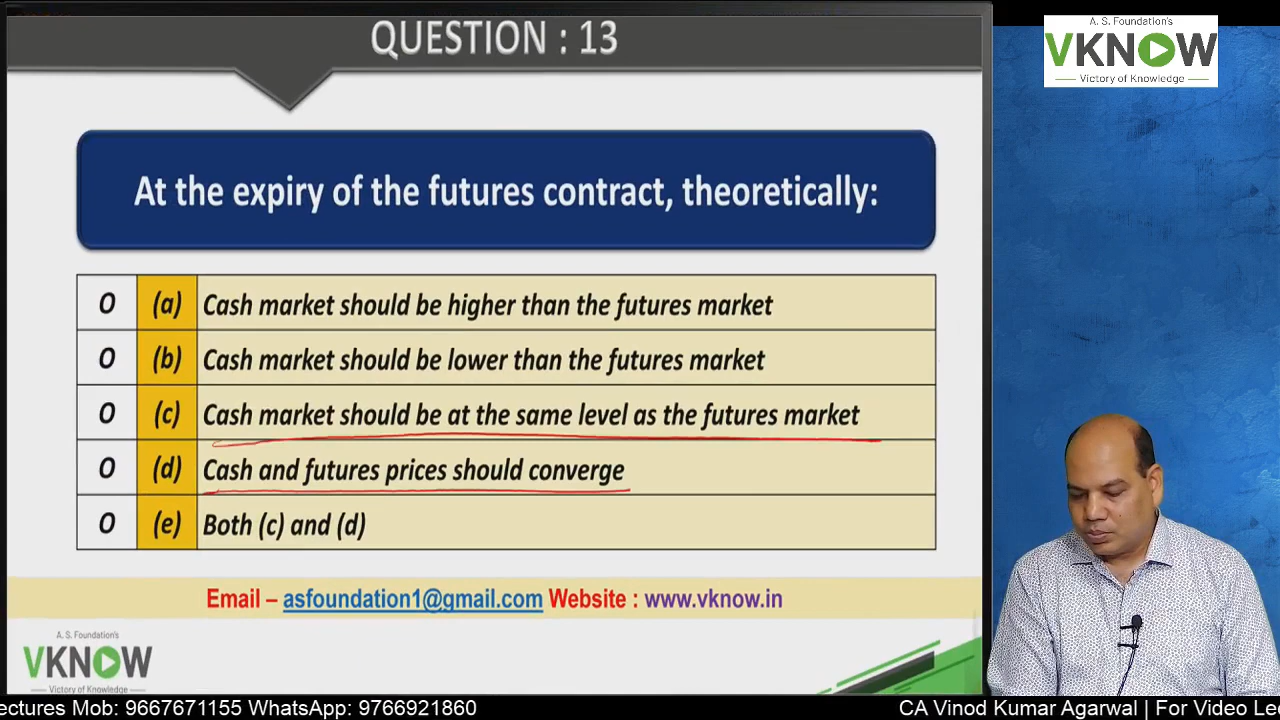 QUESTION : 13
A. S. Foundation's
VKNOW
Victory of Knowledge
At the expiry of the futures contract, theoretically:
O (a) Cash market should be higher than the futures market
O (b) Cash market should be lower than the futures market
O (c) Cash market should be at the same level as the futures market
O (d) Cash and futures prices should converge
O (e) Both (c) and (d)
Email – asfoundation1@gmail.com Website : www.vknow.in
A. S. Foundation's
VKNOW
Victory of Knowledge
ectures Mob: 9667671155 WhatsApp: 9766921860 CA Vinod Kumar Agarwal | For Video Lec